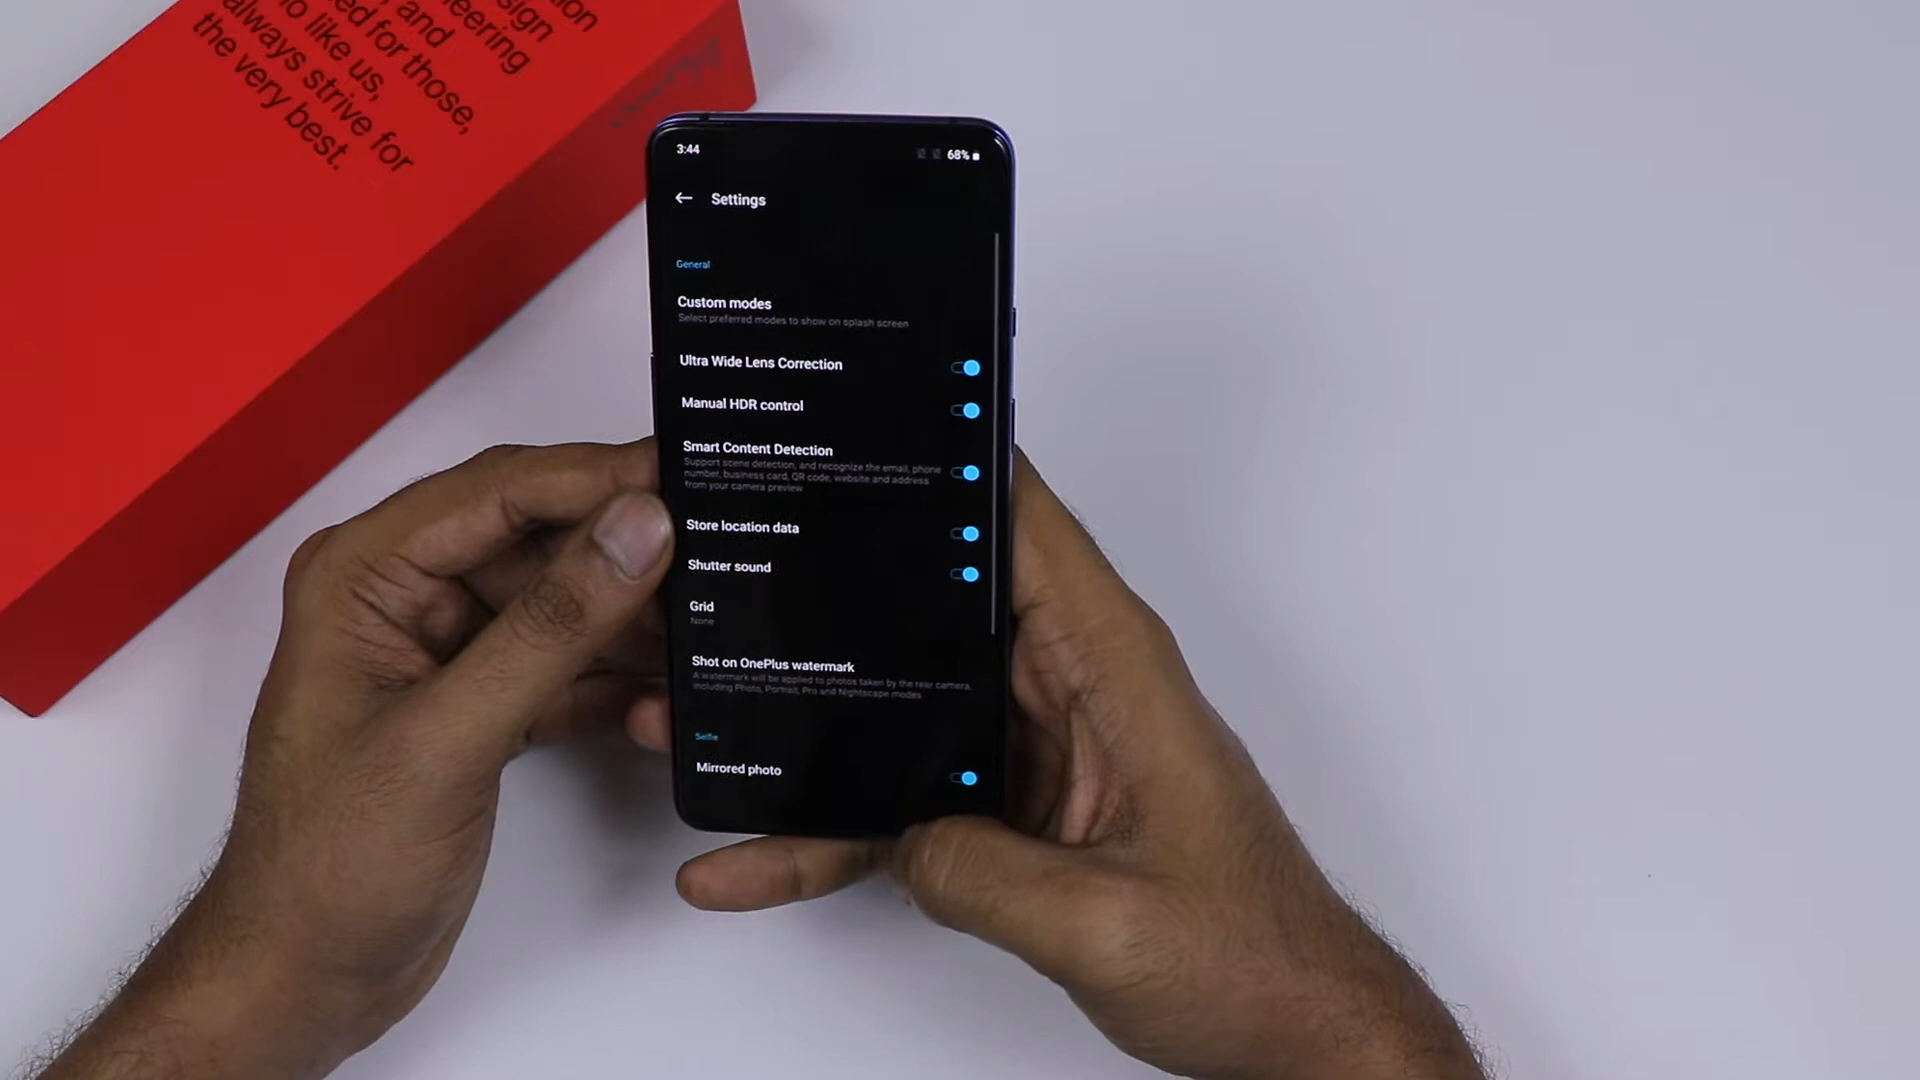 ion
sign
neering
and
ed for those,
ho like us,
always strive for
the very best.
3:44
68%
Settings
General
Custom modes
Select preferred modes to show on splash screen
Ultra Wide Lens Correction
Manual HDR control
Smart Content Detection
Support scene detection, and recognize the email, phone
number, business card, QR code, website and address
from your camera preview
Store location data
Shutter sound
Grid
None
Shot on OnePlus watermark
A watermark will be applied to photos taken by the rear camera,
including Photo, Portrait, Pro and Nightscape modes
Selfie
Mirrored photo